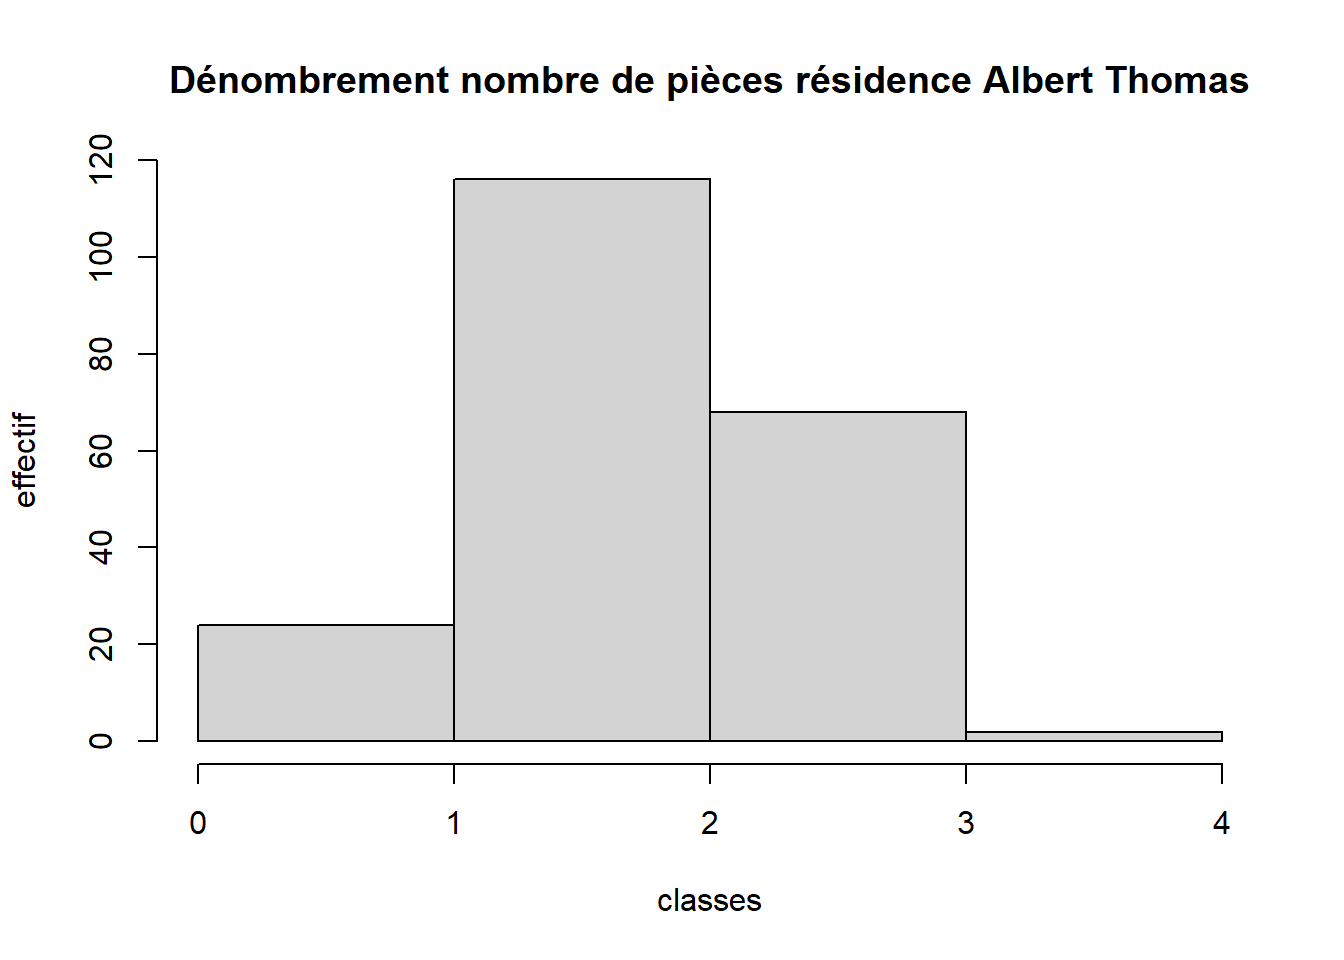 Dénombrement nombre de pièces résidence Albert Thomas
120
100
80
60
40
20
0
effectif
0 1 2 3 4
classes